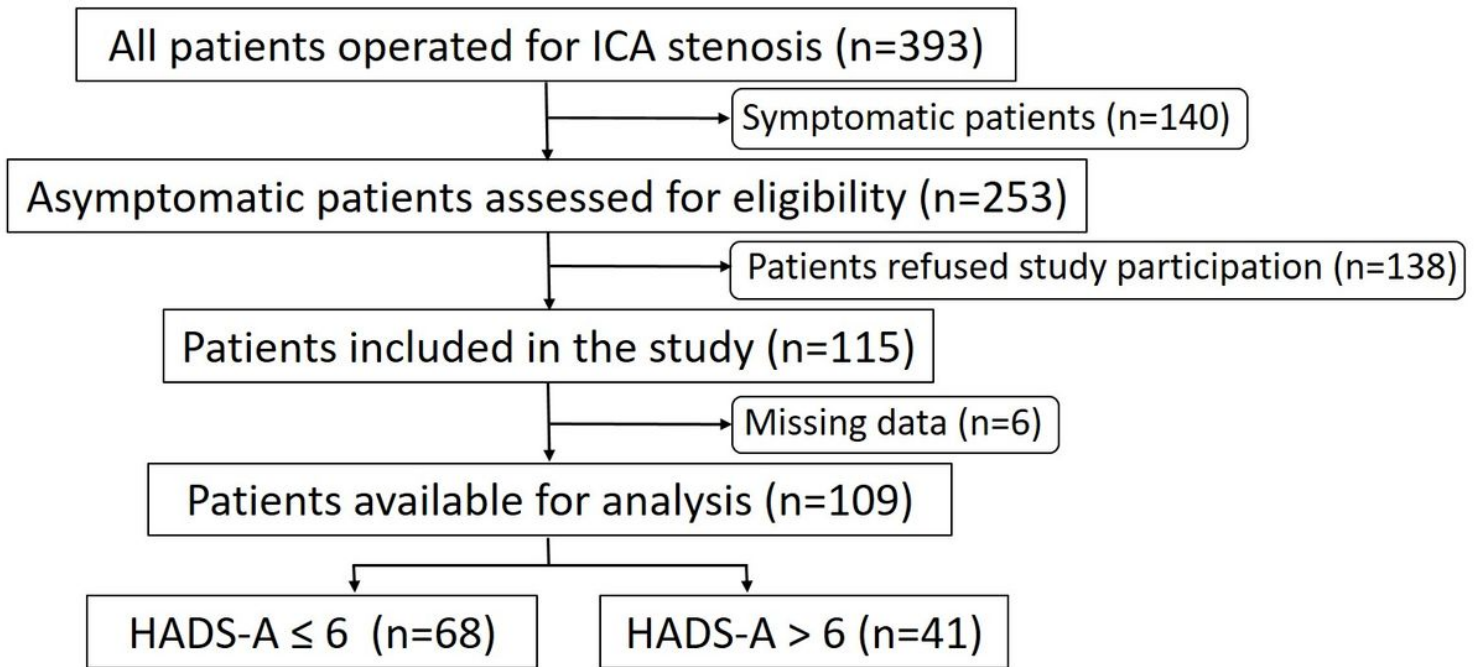 All patients operated for ICA stenosis (n=393)
Symptomatic patients (n=140)
Asymptomatic patients assessed for eligibility (n=253)
Patients refused study participation (n=138)
Patients included in the study (n=115)
Missing data (n=6)
Patients available for analysis (n=109)
HADS-A ≤ 6 (n=68)
HADS-A > 6 (n=41)